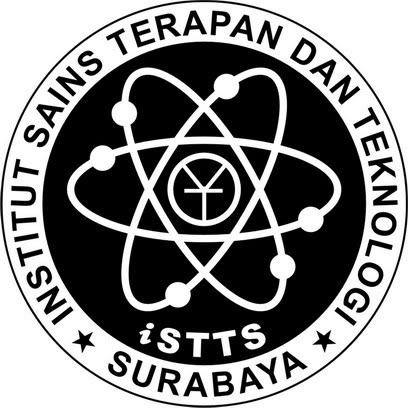 INSTITUT SAINS TERAPAN DAN TEKNOLOGI
iSTTS
★ SURABAYA ★